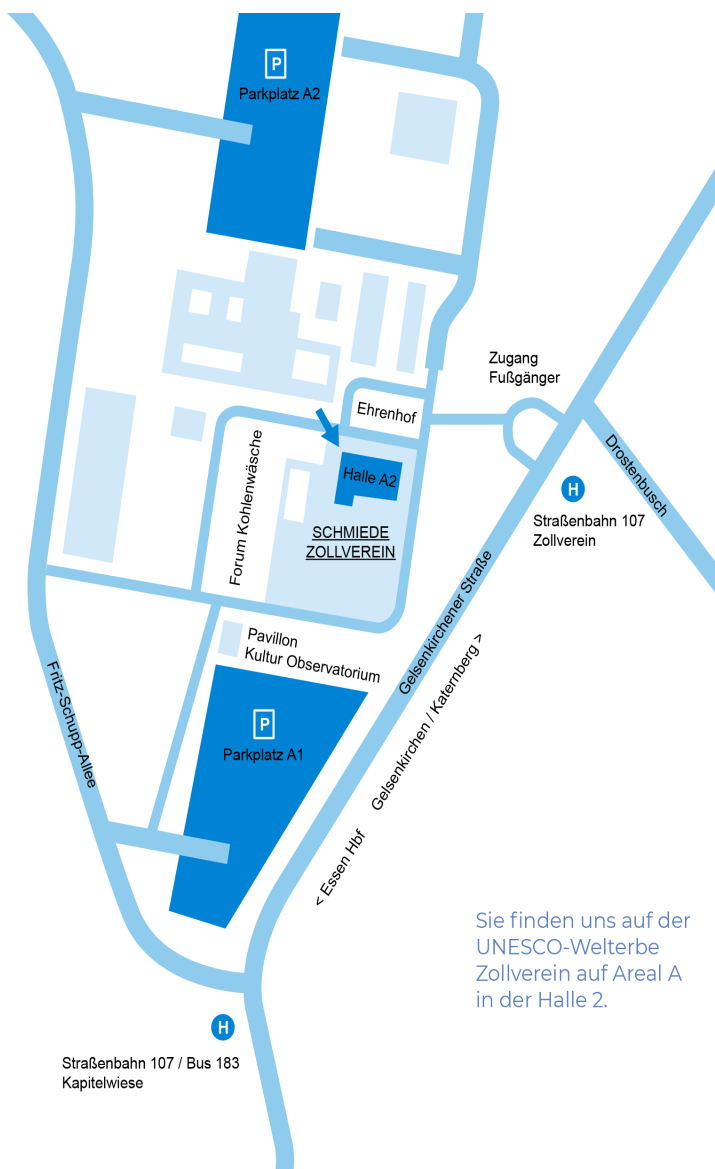 P
Parkplatz A2
Zugang
Fußgänger
Ehrenhof
Drostenbusch
Forum Kohlenwäsche
Halle A2
H
Straßenbahn 107
Zollverein
SCHMIEDE
ZOLLVEREIN
Gelsenkirchener Straße
Pavillon
Kultur Observatorium
Fritz-Schupp-Allee
P
Parkplatz A1
< Essen Hbf Gelsenkirchen / Katernberg >
Sie finden uns auf der
UNESCO-Welterbe
Zollverein auf Areal A
in der Halle 2.
H
Straßenbahn 107 / Bus 183
Kapitelwiese